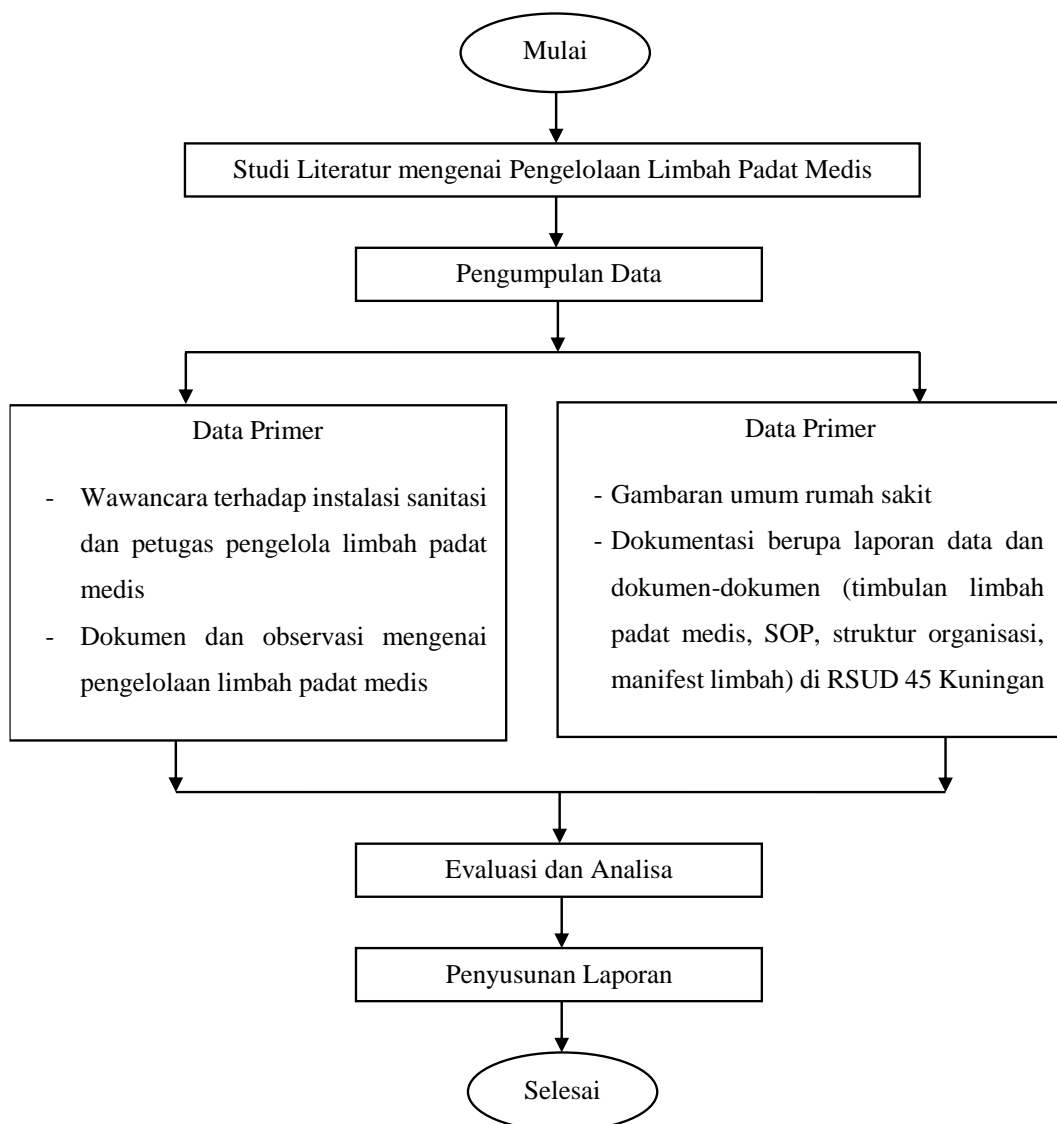 Mulai
Studi Literatur mengenai Pengelolaan Limbah Padat Medis
Pengumpulan Data
Data Primer
- Wawancara terhadap instalasi sanitasi
dan petugas pengelola limbah padat
medis
- Dokumen dan observasi mengenai
pengelolaan limbah padat medis
Data Primer
- Gambaran umum rumah sakit
- Dokumentasi berupa laporan data dan
dokumen-dokumen (timbulan limbah
padat medis, SOP, struktur organisasi,
manifest limbah) di RSUD 45 Kuningan
Evaluasi dan Analisa
Penyusunan Laporan
Selesai